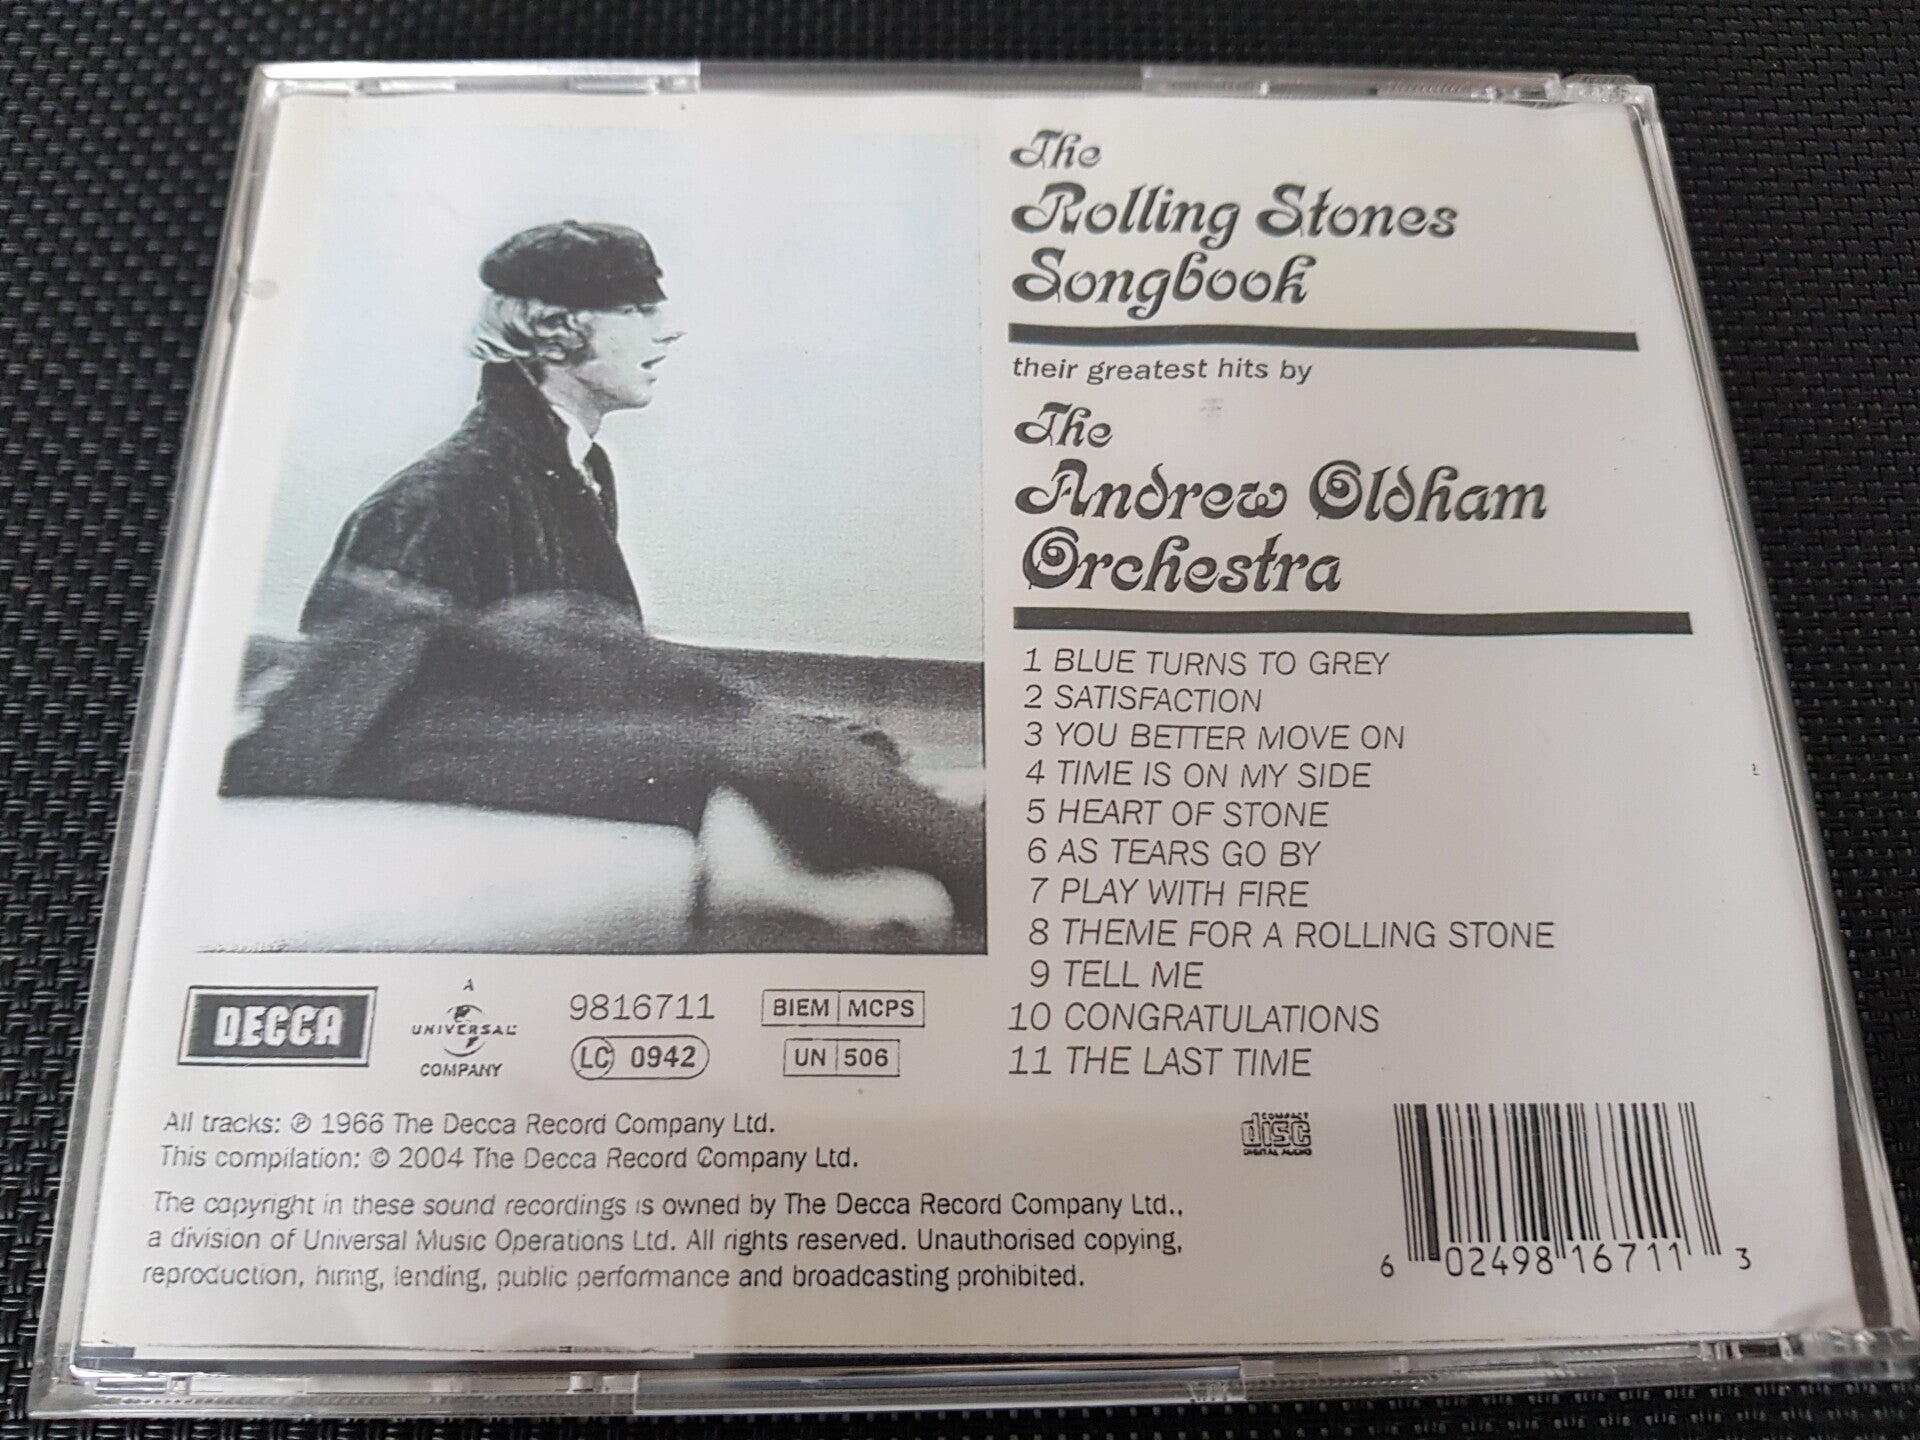 The
Rolling Stones
Songbook
their greatest hits by
The
Andrew Oldham
Orchestra
1 BLUE TURNS TO GREY
2 SATISFACTION
3 YOU BETTER MOVE ON
4 TIME IS ON MY SIDE
5 HEART OF STONE
6 AS TEARS GO BY
7 PLAY WITH FIRE
8 THEME FOR A ROLLING STONE
9 TELL ME
10 CONGRATULATIONS
11 THE LAST TIME
DECCA
A
UNIVERSAL
COMPANY
9816711
LC 0942
BIEM MCPS
UN 506
All tracks: ℗ 1966 The Decca Record Company Ltd.
This compilation: © 2004 The Decca Record Company Ltd.
The copyright in these sound recordings is owned by The Decca Record Company Ltd.,
a division of Universal Music Operations Ltd. All rights reserved. Unauthorised copying,
reproduction, hiring, lending, public performance and broadcasting prohibited.
COMPACT
disc
DIGITAL AUDIO
6 02498 16711 3